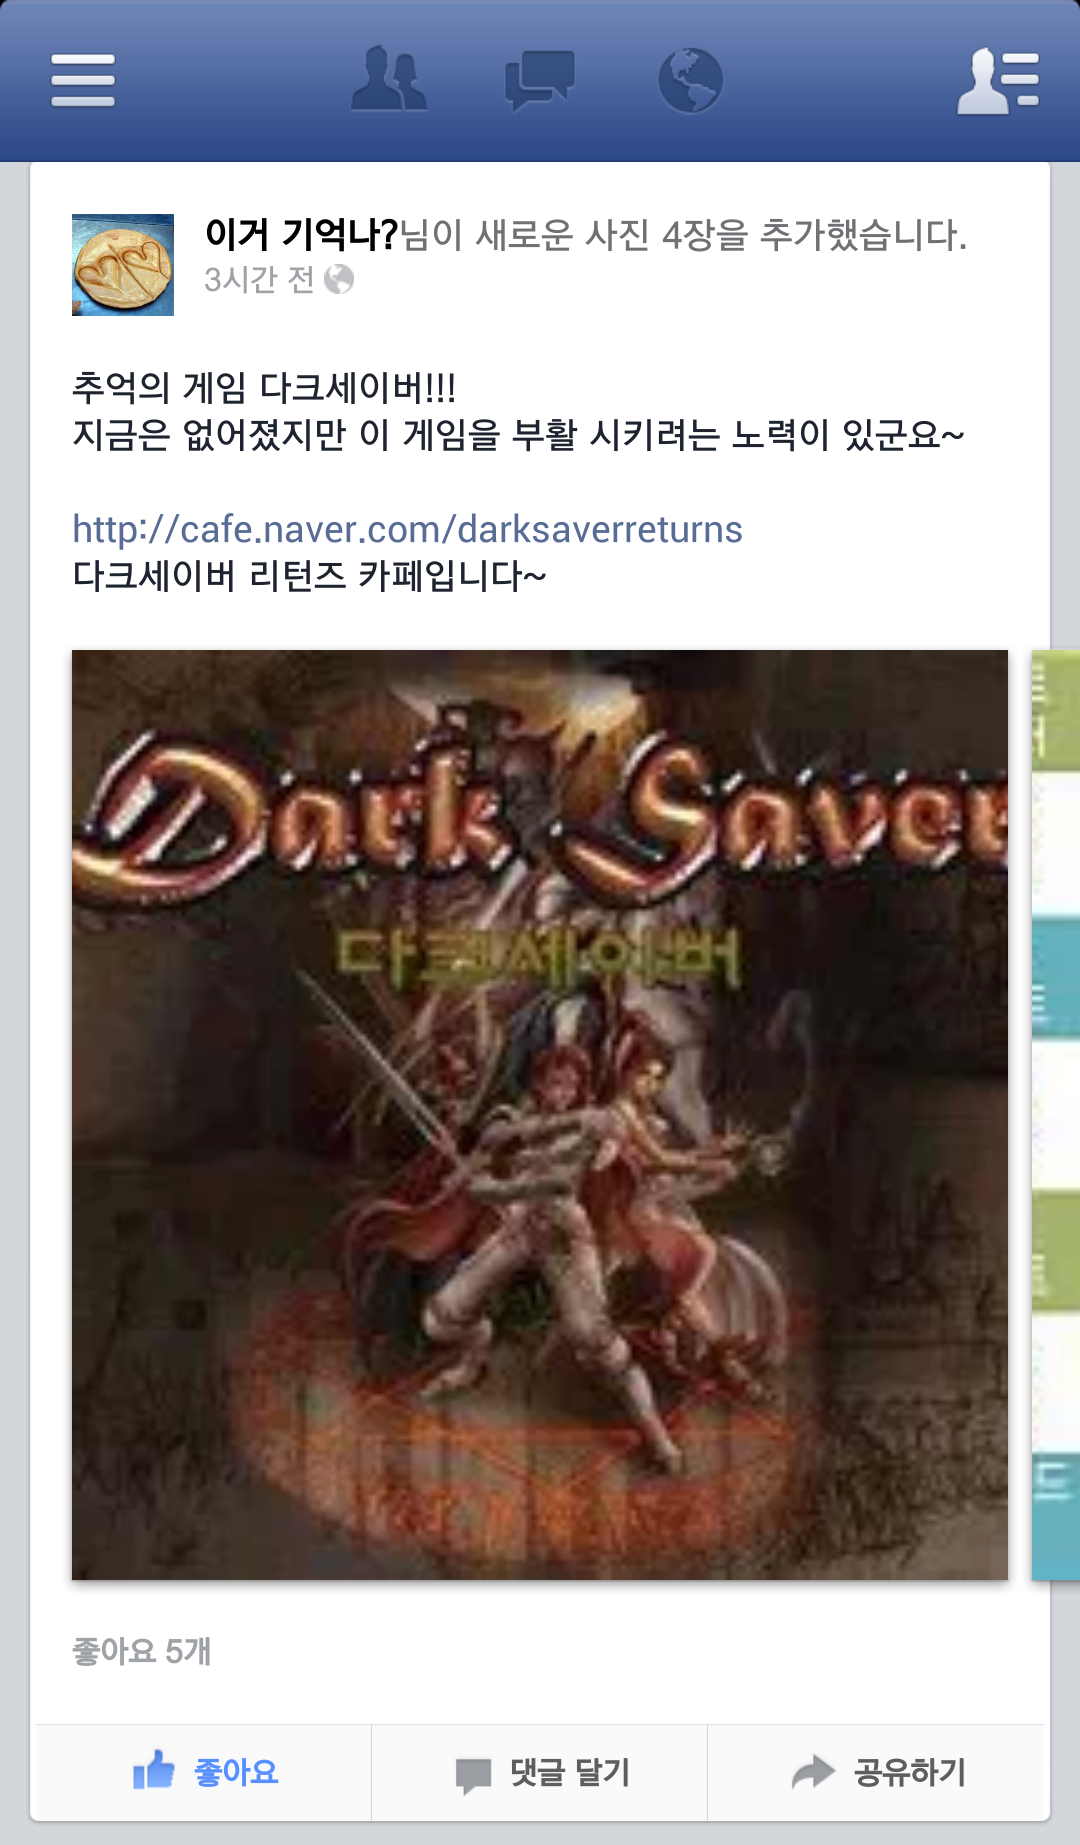 이거 기억나?님이 새로운 사진 4장을 추가했습니다.
3시간 전
추억의 게임 다크세이버!!!
지금은 없어졌지만 이 게임을 부활 시키려는 노력이 있군요~
http://cafe.naver.com/darksaverreturns
다크세이버 리턴즈 카페입니다~
Dark Saver
다크세이버
드
좋아요 5개
좋아요
댓글 달기
공유하기